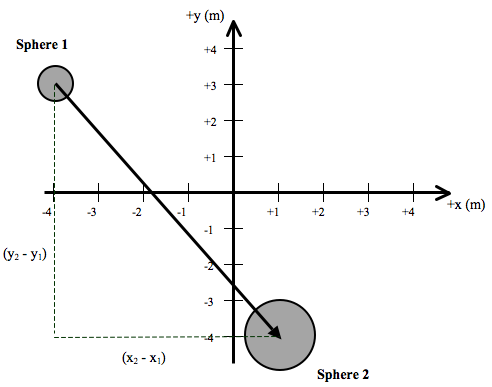 +y (m)
Sphere 1
+4
+3
+2
+1
-4 -3 -2 -1 +1 +2 +3 +4 +x (m)
-1
(y₂ - y₁)
-2
-3
-4
(x₂ - x₁)
Sphere 2